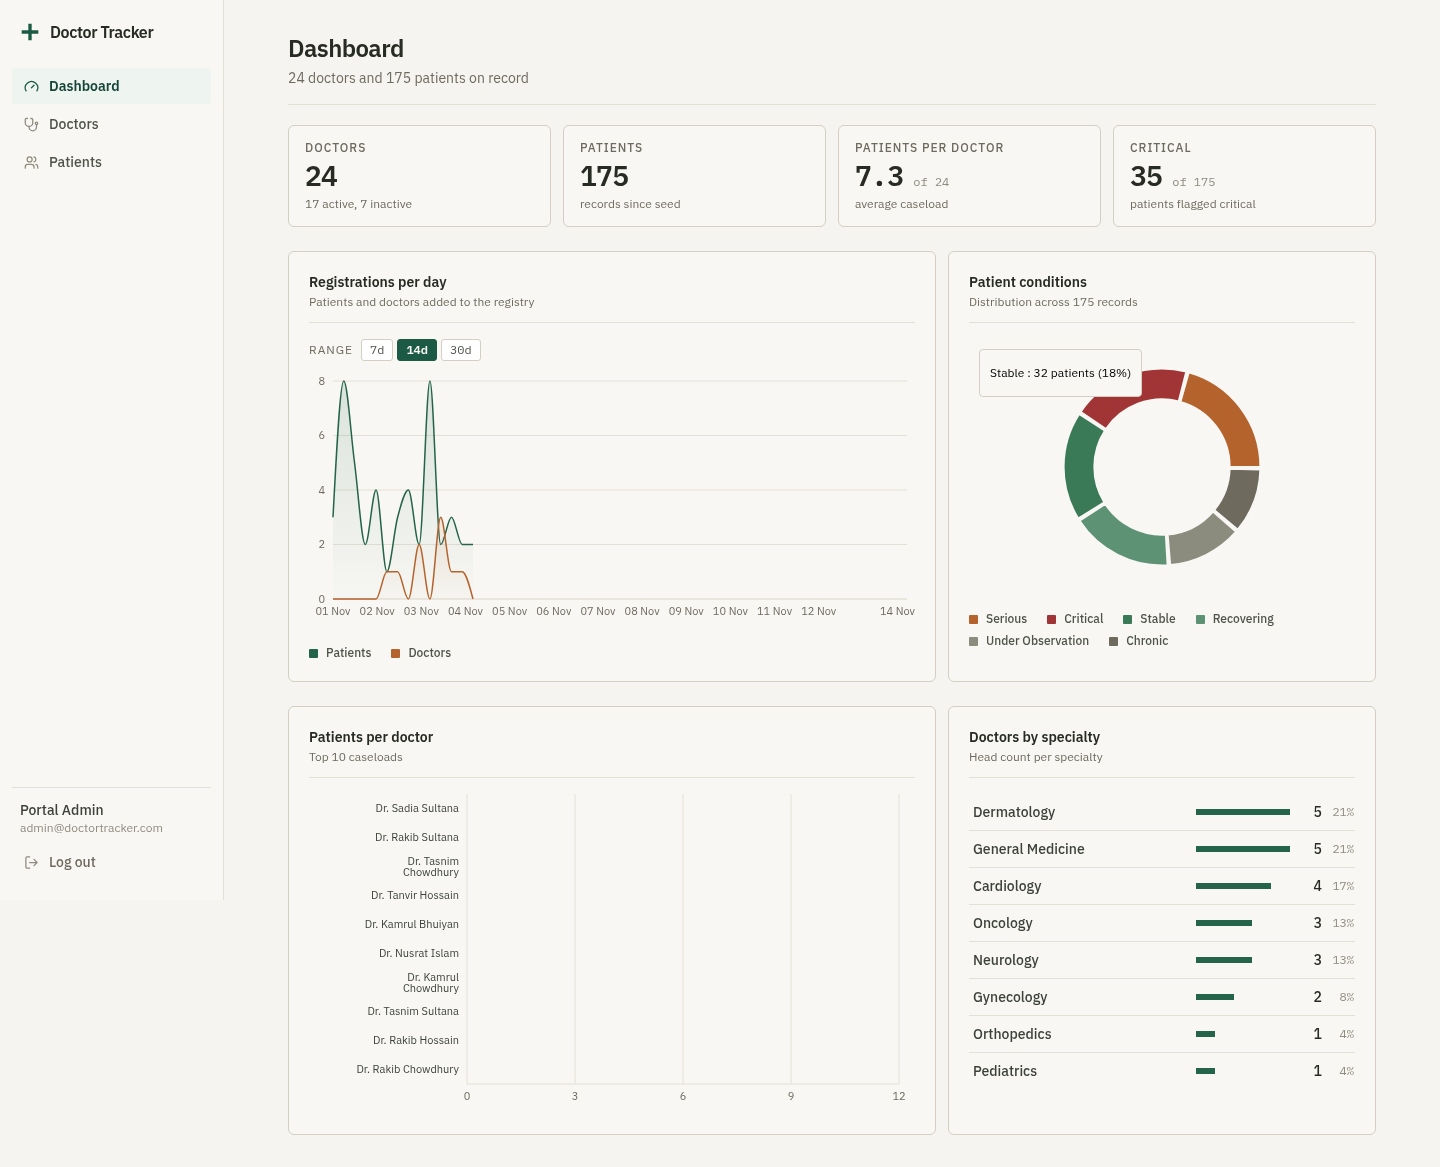 Doctor Tracker
Dashboard
Doctors
Patients
Portal Admin
admin@doctortracker.com
Log out
Dashboard
24 doctors and 175 patients on record
DOCTORS
24
17 active, 7 inactive
PATIENTS
175
records since seed
PATIENTS PER DOCTOR
7.3 of 24
average caseload
CRITICAL
35 of 175
patients flagged critical
Registrations per day
Patients and doctors added to the registry
RANGE 7d 14d 30d
8
6
4
2
0
01 Nov 02 Nov 03 Nov 04 Nov 05 Nov 06 Nov 07 Nov 08 Nov 09 Nov 10 Nov 11 Nov 12 Nov 14 Nov
Patients Doctors
Patient conditions
Distribution across 175 records
Stable : 32 patients (18%)
Serious Critical Stable Recovering
Under Observation Chronic
Patients per doctor
Top 10 caseloads
Dr. Sadia Sultana
Dr. Rakib Sultana
Dr. Tasnim
Chowdhury
Dr. Tanvir Hossain
Dr. Kamrul Bhuiyan
Dr. Nusrat Islam
Dr. Kamrul
Chowdhury
Dr. Tasnim Sultana
Dr. Rakib Hossain
Dr. Rakib Chowdhury
0 3 6 9 12
Doctors by specialty
Head count per specialty
Dermatology 5 21%
General Medicine 5 21%
Cardiology 4 17%
Oncology 3 13%
Neurology 3 13%
Gynecology 2 8%
Orthopedics 1 4%
Pediatrics 1 4%